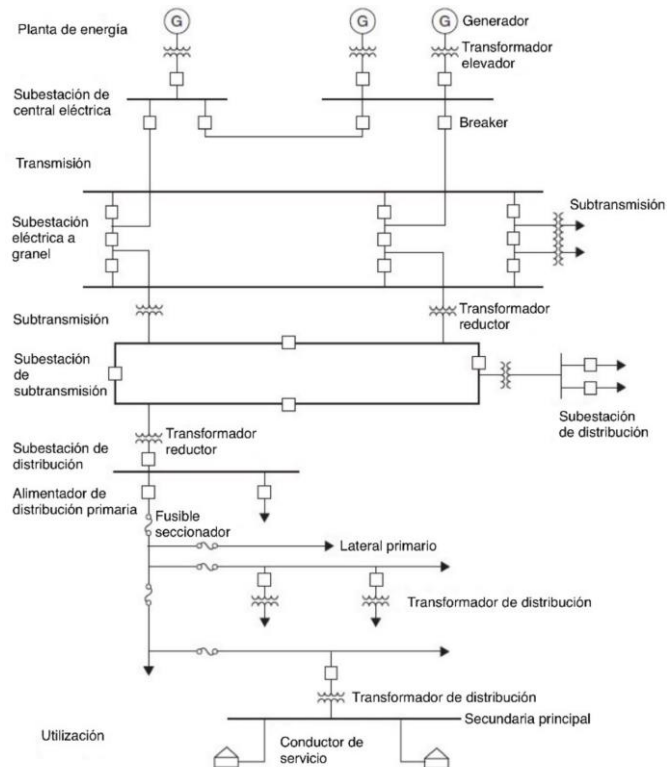 Planta de energía
G
G
G
Generador
Transformador
elevador
Subestación de
central eléctrica
Breaker
Transmisión
Subestación
eléctrica a
granel
Subtransmisión
Subtransmisión
Transformador
reductor
Subestación
de
subtransmisión
Subestación
de distribución
Transformador
reductor
Subestación de
distribución
Alimentador de
distribución primaria
Fusible
seccionador
Lateral primario
Transformador de distribución
Transformador de distribución
Secundaria principal
Utilización
Conductor de
servicio